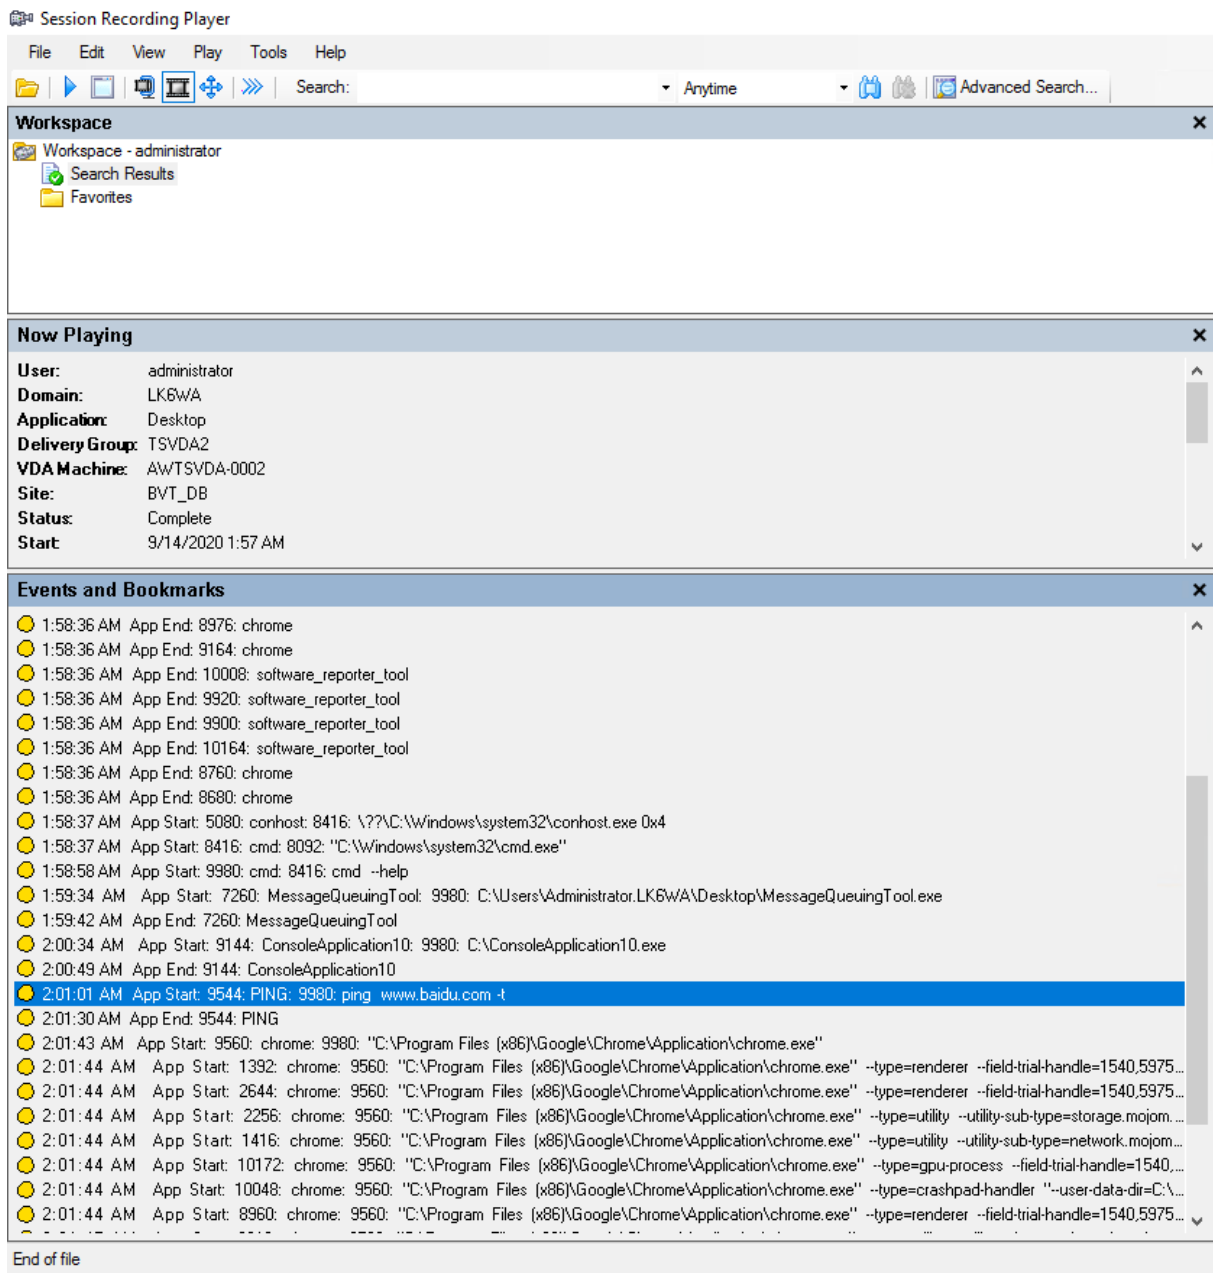 Session Recording Player
File Edit View Play Tools Help
Search: Anytime Advanced Search...
Workspace
Workspace - administrator
Search Results
Favorites
Now Playing
User: administrator
Domain: LK6WA
Application: Desktop
Delivery Group: TSVDA2
VDA Machine: AWTSVDA-0002
Site: BVT_DB
Status: Complete
Start: 9/14/2020 1:57 AM
Events and Bookmarks
1:58:36 AM App End: 8976: chrome
1:58:36 AM App End: 9164: chrome
1:58:36 AM App End: 10008: software_reporter_tool
1:58:36 AM App End: 9920: software_reporter_tool
1:58:36 AM App End: 9900: software_reporter_tool
1:58:36 AM App End: 10164: software_reporter_tool
1:58:36 AM App End: 8760: chrome
1:58:36 AM App End: 8680: chrome
1:58:37 AM App Start: 5080: conhost: 8416: \??\C:\Windows\system32\conhost.exe 0x4
1:58:37 AM App Start: 8416: cmd: 8092: "C:\Windows\system32\cmd.exe"
1:58:58 AM App Start: 9980: cmd: 8416: cmd --help
1:59:34 AM App Start: 7260: MessageQueuingTool: 9980: C:\Users\Administrator.LK6WA\Desktop\MessageQueuingTool.exe
1:59:42 AM App End: 7260: MessageQueuingTool
2:00:34 AM App Start: 9144: ConsoleApplication10: 9980: C:\ConsoleApplication10.exe
2:00:49 AM App End: 9144: ConsoleApplication10
2:01:01 AM App Start: 9544: PING: 9980: ping www.baidu.com -t
2:01:30 AM App End: 9544: PING
2:01:43 AM App Start: 9560: chrome: 9980: "C:\Program Files (x86)\Google\Chrome\Application\chrome.exe"
2:01:44 AM App Start: 1392: chrome: 9560: "C:\Program Files (x86)\Google\Chrome\Application\chrome.exe" --type=renderer --field-trial-handle=1540,5975...
2:01:44 AM App Start: 2644: chrome: 9560: "C:\Program Files (x86)\Google\Chrome\Application\chrome.exe" --type=renderer --field-trial-handle=1540,5975...
2:01:44 AM App Start: 2256: chrome: 9560: "C:\Program Files (x86)\Google\Chrome\Application\chrome.exe" --type=utility --utility-sub-type=storage.mojom....
2:01:44 AM App Start: 1416: chrome: 9560: "C:\Program Files (x86)\Google\Chrome\Application\chrome.exe" --type=utility --utility-sub-type=network.mojom...
2:01:44 AM App Start: 10172: chrome: 9560: "C:\Program Files (x86)\Google\Chrome\Application\chrome.exe" --type=gpu-process --field-trial-handle=1540,...
2:01:44 AM App Start: 10048: chrome: 9560: "C:\Program Files (x86)\Google\Chrome\Application\chrome.exe" --type=crashpad-handler "--user-data-dir=C:\...
2:01:44 AM App Start: 8960: chrome: 9560: "C:\Program Files (x86)\Google\Chrome\Application\chrome.exe" --type=renderer --field-trial-handle=1540,5975...
End of file